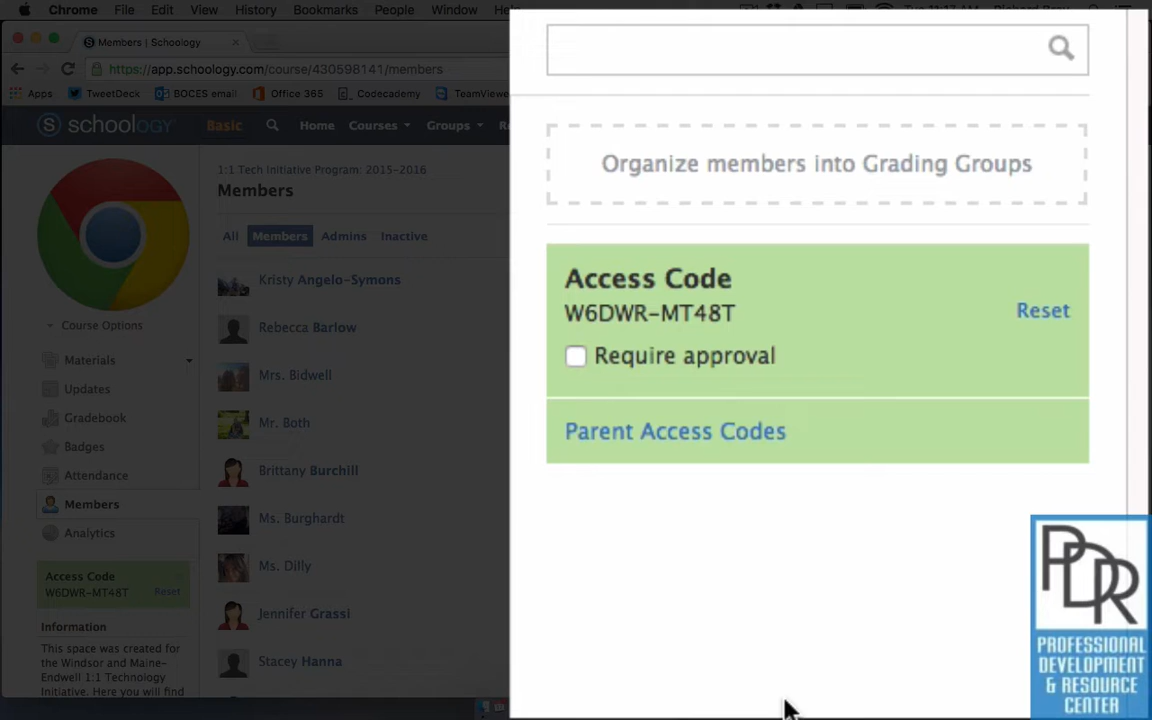 Chrome File Edit View History Bookmarks People Window Help
Members | Schoology
https://app.schoology.com/course/430598141/members
Apps TweetDeck BOCES email Office 365 Codecademy TeamViewer
schoology Basic Home Courses Groups
1:1 Tech Initiative Program: 2015-2016
Members
All Members Admins Inactive
Kristy Angelo-Symons
Rebecca Barlow
Mrs. Bidwell
Mr. Both
Brittany Burchill
Ms. Burghardt
Ms. Dilly
Jennifer Grassi
Stacey Hanna
Course Options
Materials
Updates
Gradebook
Badges
Attendance
Members
Analytics
Access Code
W6DWR-MT48T Reset
Information
This space was created for
the Windsor and Maine-
Endwell 1:1 Technology
Initiative. Here you will find
Organize members into Grading Groups
Access Code
W6DWR-MT48T Reset
Require approval
Parent Access Codes
PDR
PROFESSIONAL
DEVELOPMENT
& RESOURCE
CENTER